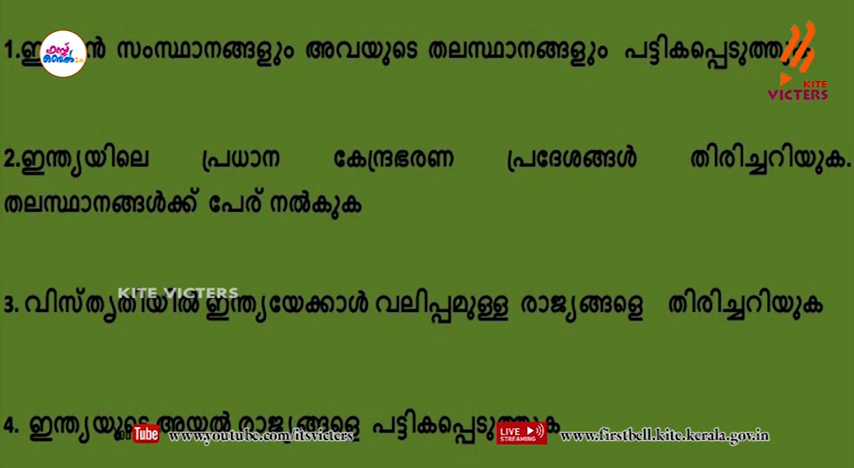 1. സംസ്ഥാനങ്ങളും അവയുടെ തലസ്ഥാനങ്ങളും പട്ടികപ്പെടുത്തുക
KITE
VICTERS
2.ഇന്ത്യയിലെ പ്രധാന കേന്ദ്രഭരണ പ്രദേശങ്ങൾ തിരിച്ചറിയുക.
തലസ്ഥാനങ്ങൾക്ക് പേര് നൽകുക
KITE VICTERS
3. വിസ്തൃതിയിൽ ഇന്ത്യയേക്കാൾ വലിപ്പമുള്ള രാജ്യങ്ങളെ തിരിച്ചറിയുക
4. ഇന്ത്യയുടെ അയൽ രാജ്യങ്ങളെ പട്ടികപ്പെടുത്തുക
YouTube www.youtube.com/itsvicters LIVE STREAMING www.firstbell.kite.kerala.gov.in